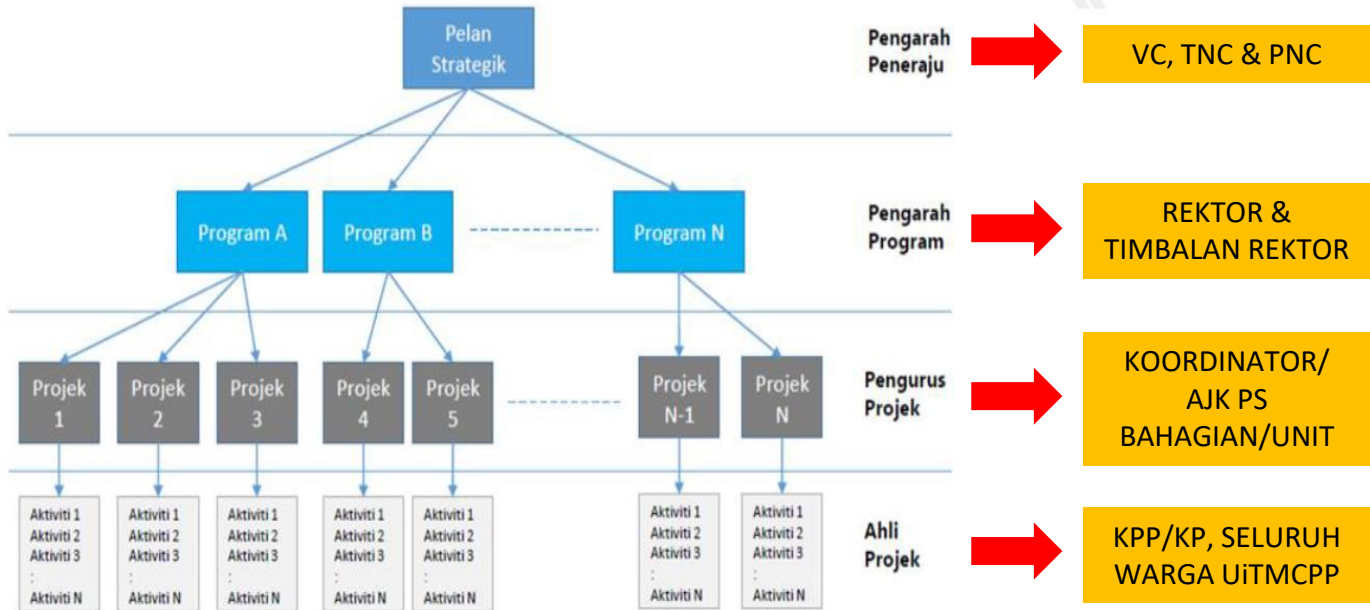 Pelan
Strategik
Pengarah
Peneraju
VC, TNC & PNC
Program A
Program B
Program N
Pengarah
Program
REKTOR &
TIMBALAN REKTOR
Projek
1
Projek
2
Projek
3
Projek
4
Projek
5
Projek
N-1
Projek
N
Pengurus
Projek
KOORDINATOR/
AJK PS
BAHAGIAN/UNIT
Aktiviti 1
Aktiviti 2
Aktiviti 3
:
Aktiviti N
Aktiviti 1
Aktiviti 2
Aktiviti 3
:
Aktiviti N
Aktiviti 1
Aktiviti 2
Aktiviti 3
:
Aktiviti N
Aktiviti 1
Aktiviti 2
Aktiviti 3
:
Aktiviti N
Aktiviti 1
Aktiviti 2
Aktiviti 3
:
Aktiviti N
Aktiviti 1
Aktiviti 2
Aktiviti 3
:
Aktiviti N
Aktiviti 1
Aktiviti 2
Aktiviti 3
:
Aktiviti N
Ahli
Projek
KPP/KP, SELURUH
WARGA UiTMCPP